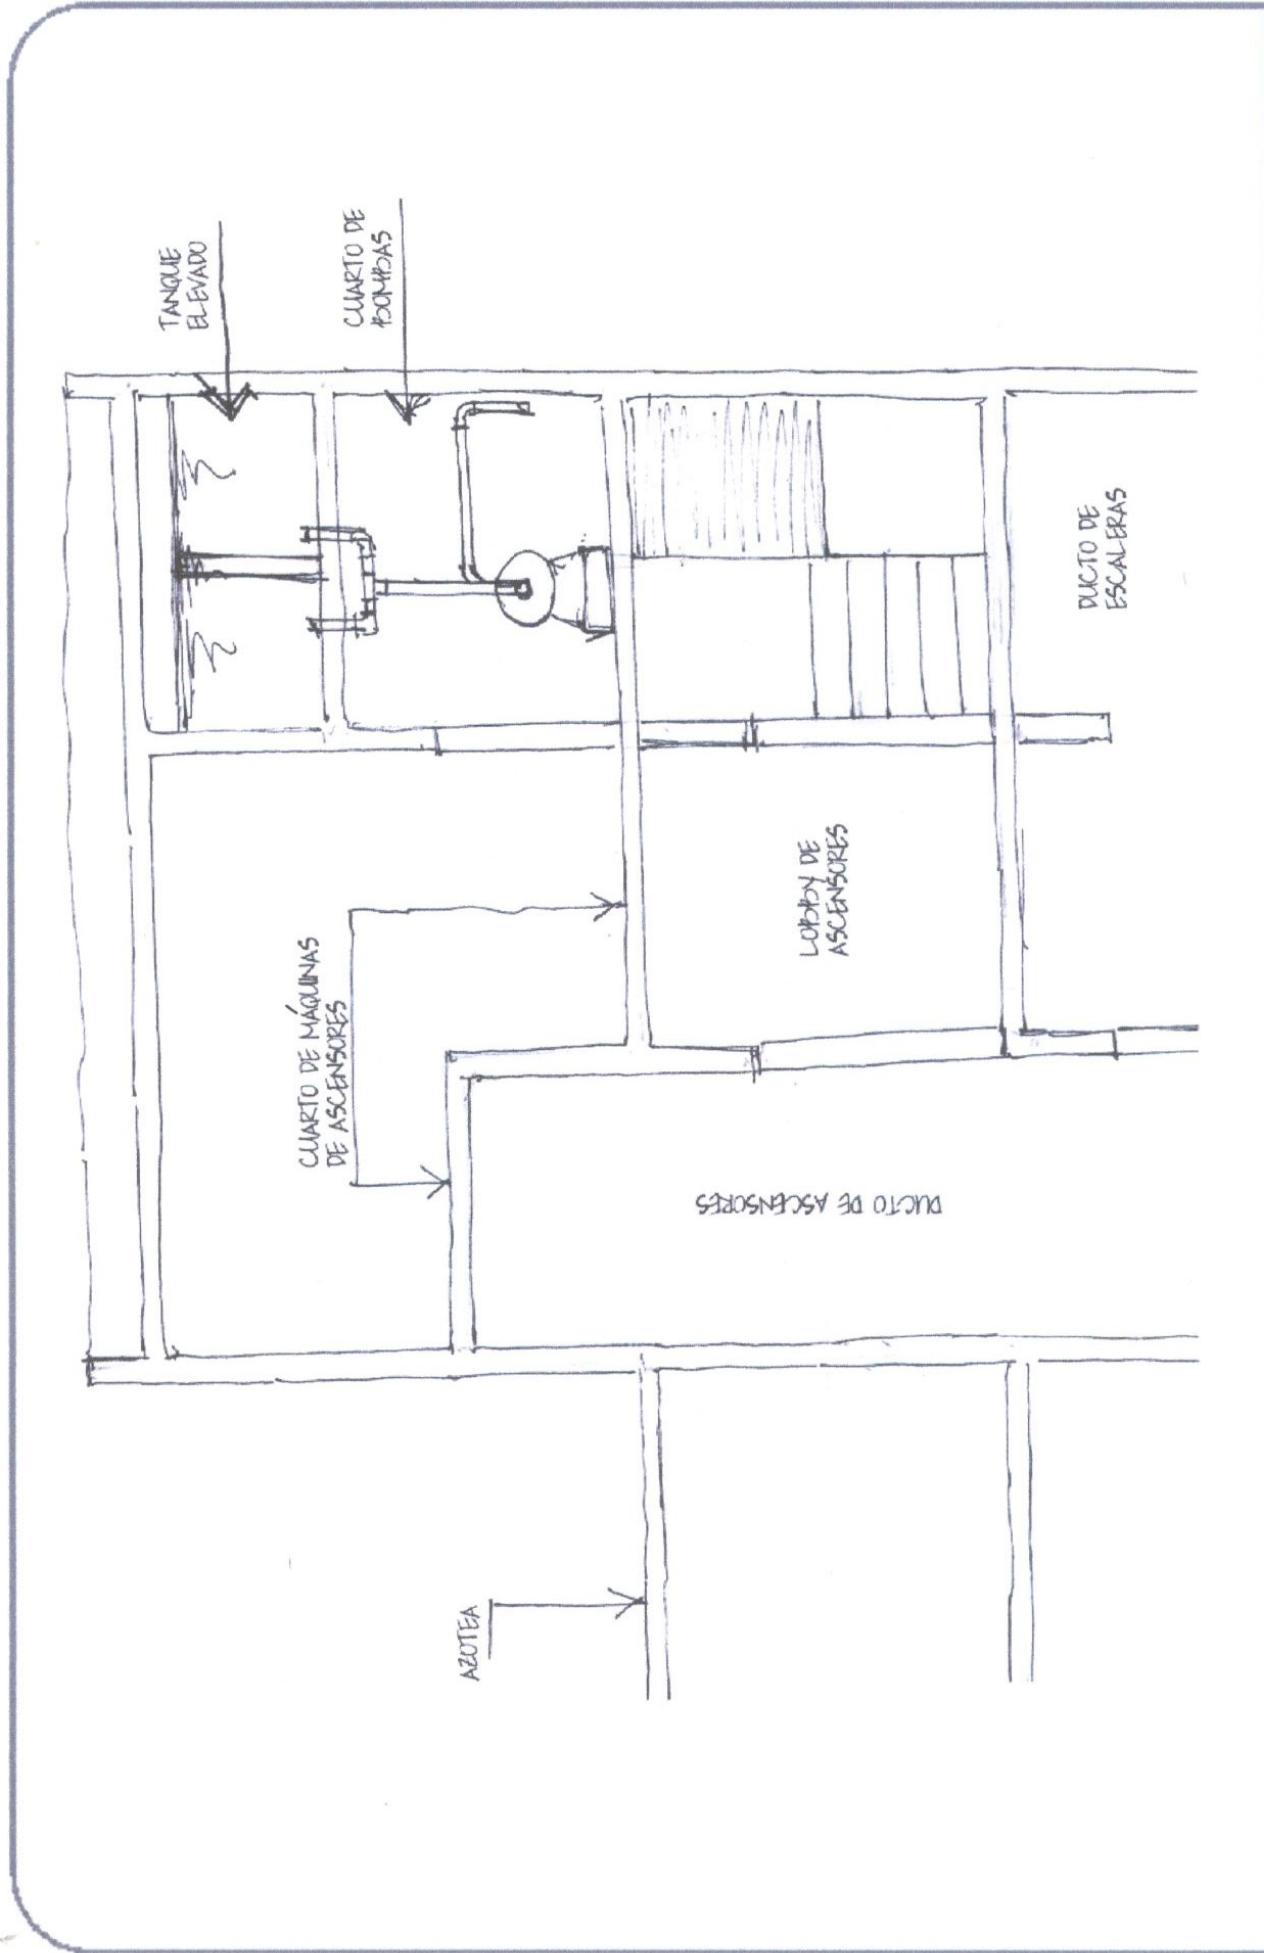 TANQUE
ELEVADO
CUARTO DE
BOMBAS
CUARTO DE MÁQUINAS
DE ASCENSORES
AZOTEA
LOBBY DE
ASCENSORES
DUCTO DE ASCENSORES
DUCTO DE
ESCALERAS